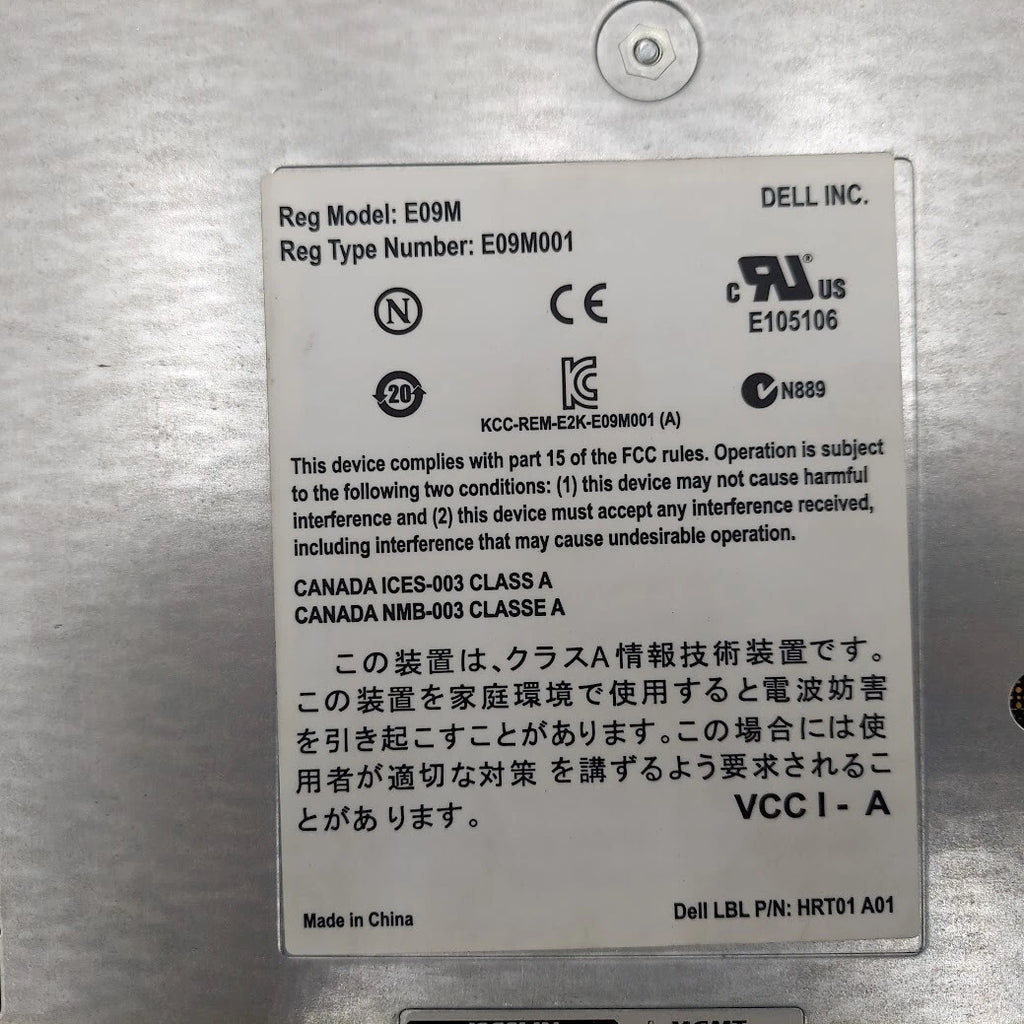 Reg Model: E09M
DELL INC.
Reg Type Number: E09M001
N
CE
c RU® US
E105106
20
KC
N889
KCC-REM-E2K-E09M001 (A)
This device complies with part 15 of the FCC rules. Operation is subject
to the following two conditions: (1) this device may not cause harmful
interference and (2) this device must accept any interference received,
including interference that may cause undesirable operation.
CANADA ICES-003 CLASS A
CANADA NMB-003 CLASSE A
この装置は、クラスA情報技術装置です。
この装置を家庭環境で使用すると電波妨害
を引き起こすことがあります。この場合には使
用者が適切な対策 を講ずるよう要求されるこ
とがあります。
VCC I - A
Made in China
Dell LBL P/N: HRT01 A01